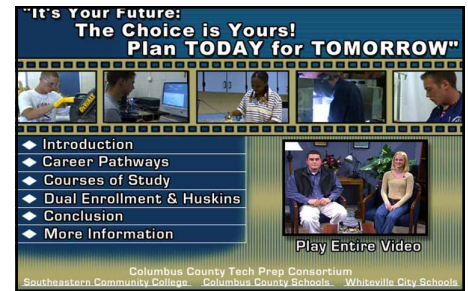 "It's Your Future:
The Choice is Yours!
Plan TODAY for TOMORROW"
Introduction
Career Pathways
Courses of Study
Dual Enrollment & Huskins
Conclusion
More Information
Play Entire Video
Columbus County Tech Prep Consortium
Southeastern Community College Columbus County Schools Whiteville City Schools